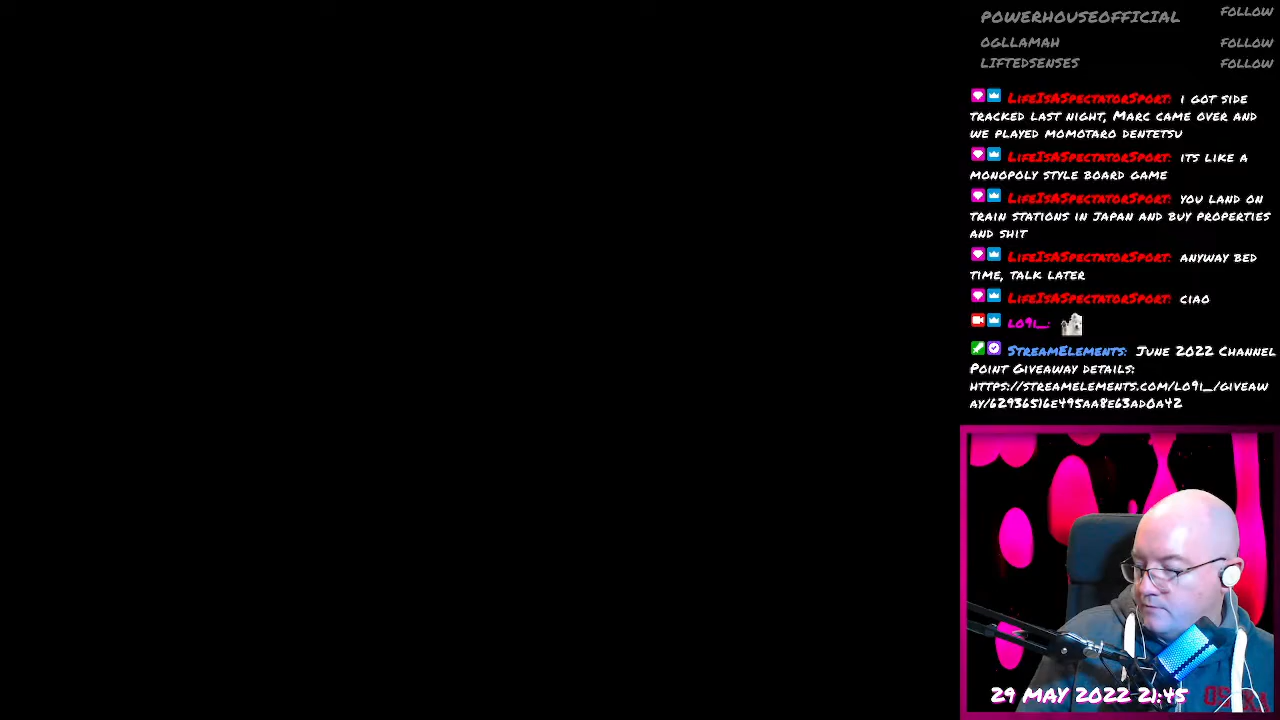 POWERHOUSEOFFICIAL FOLLOW
OGLLAMAH FOLLOW
LIFTEDSENSES FOLLOW
LifeIsASpectatorSport: i got side
tracked last night, Marc came over and
we played momotaro dentetsu
LifeIsASpectatorSport: its like a
monopoly style board game
LifeIsASpectatorSport: you land on
train stations in japan and buy properties
and shit
LifeIsASpectatorSport: anyway bed
time, talk later
LifeIsASpectatorSport: ciao
lo9i_:
StreamElements: June 2022 Channel
Point Giveaway details:
https://streamelements.com/lo9i_/giveaw
ay/62936516e495aa8e63ad0a42
29 MAY 2022 21:45